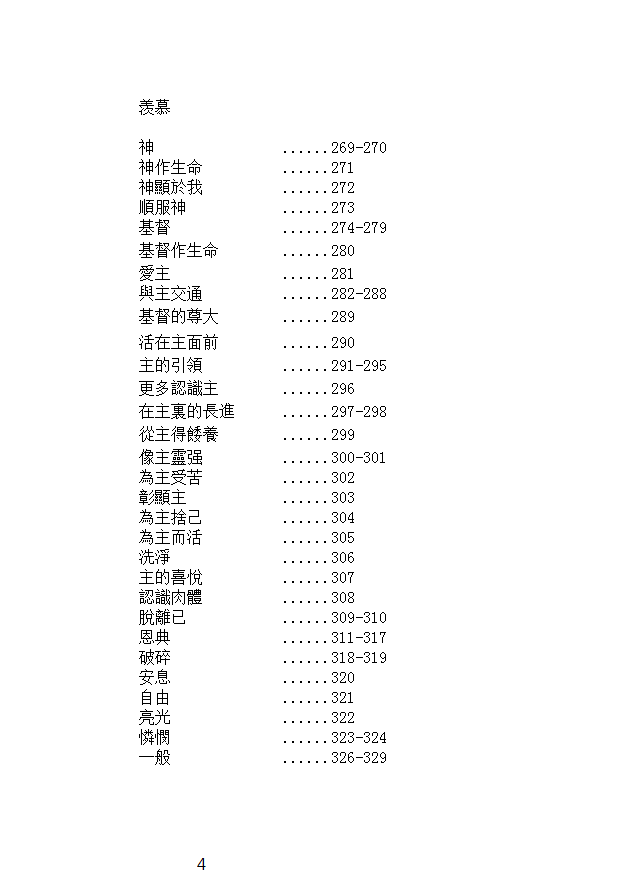 羨慕
神 ......269-270
神作生命 ......271
神顯於我 ......272
順服神 ......273
基督 ......274-279
基督作生命 ......280
愛主 ......281
與主交通 ......282-288
基督的尊大 ......289
活在主面前 ......290
主的引領 ......291-295
更多認識主 ......296
在主裏的長進 ......297-298
從主得餧養 ......299
像主靈强 ......300-301
為主受苦 ......302
彰顯主 ......303
為主捨己 ......304
為主而活 ......305
洗淨 ......306
主的喜悅 ......307
認識肉體 ......308
脫離已 ......309-310
恩典 ......311-317
破碎 ......318-319
安息 ......320
自由 ......321
亮光 ......322
憐憫 ......323-324
一般 ......326-329
4